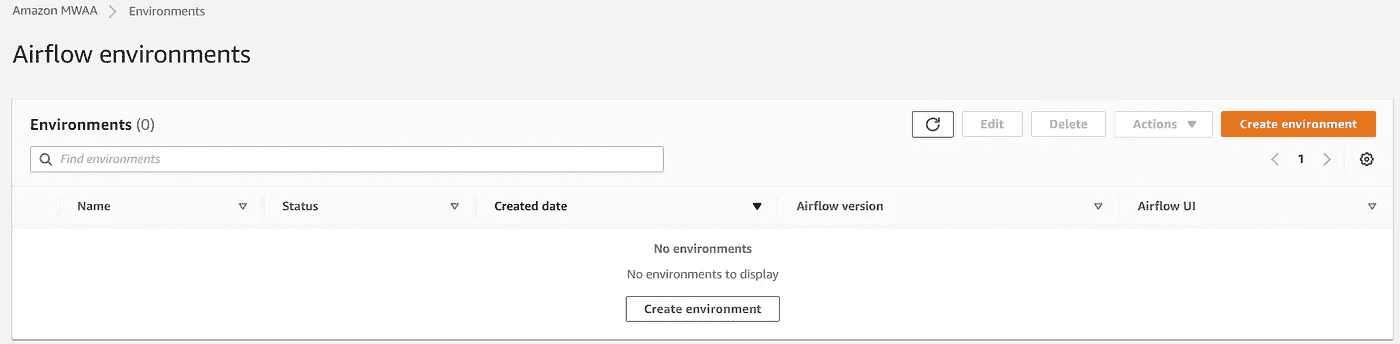 Amazon MWAA > Environments
Airflow environments
Environments (0) Edit Delete Actions Create environment
Find environments 1
Name Status Created date Airflow version Airflow UI
No environments
No environments to display
Create environment